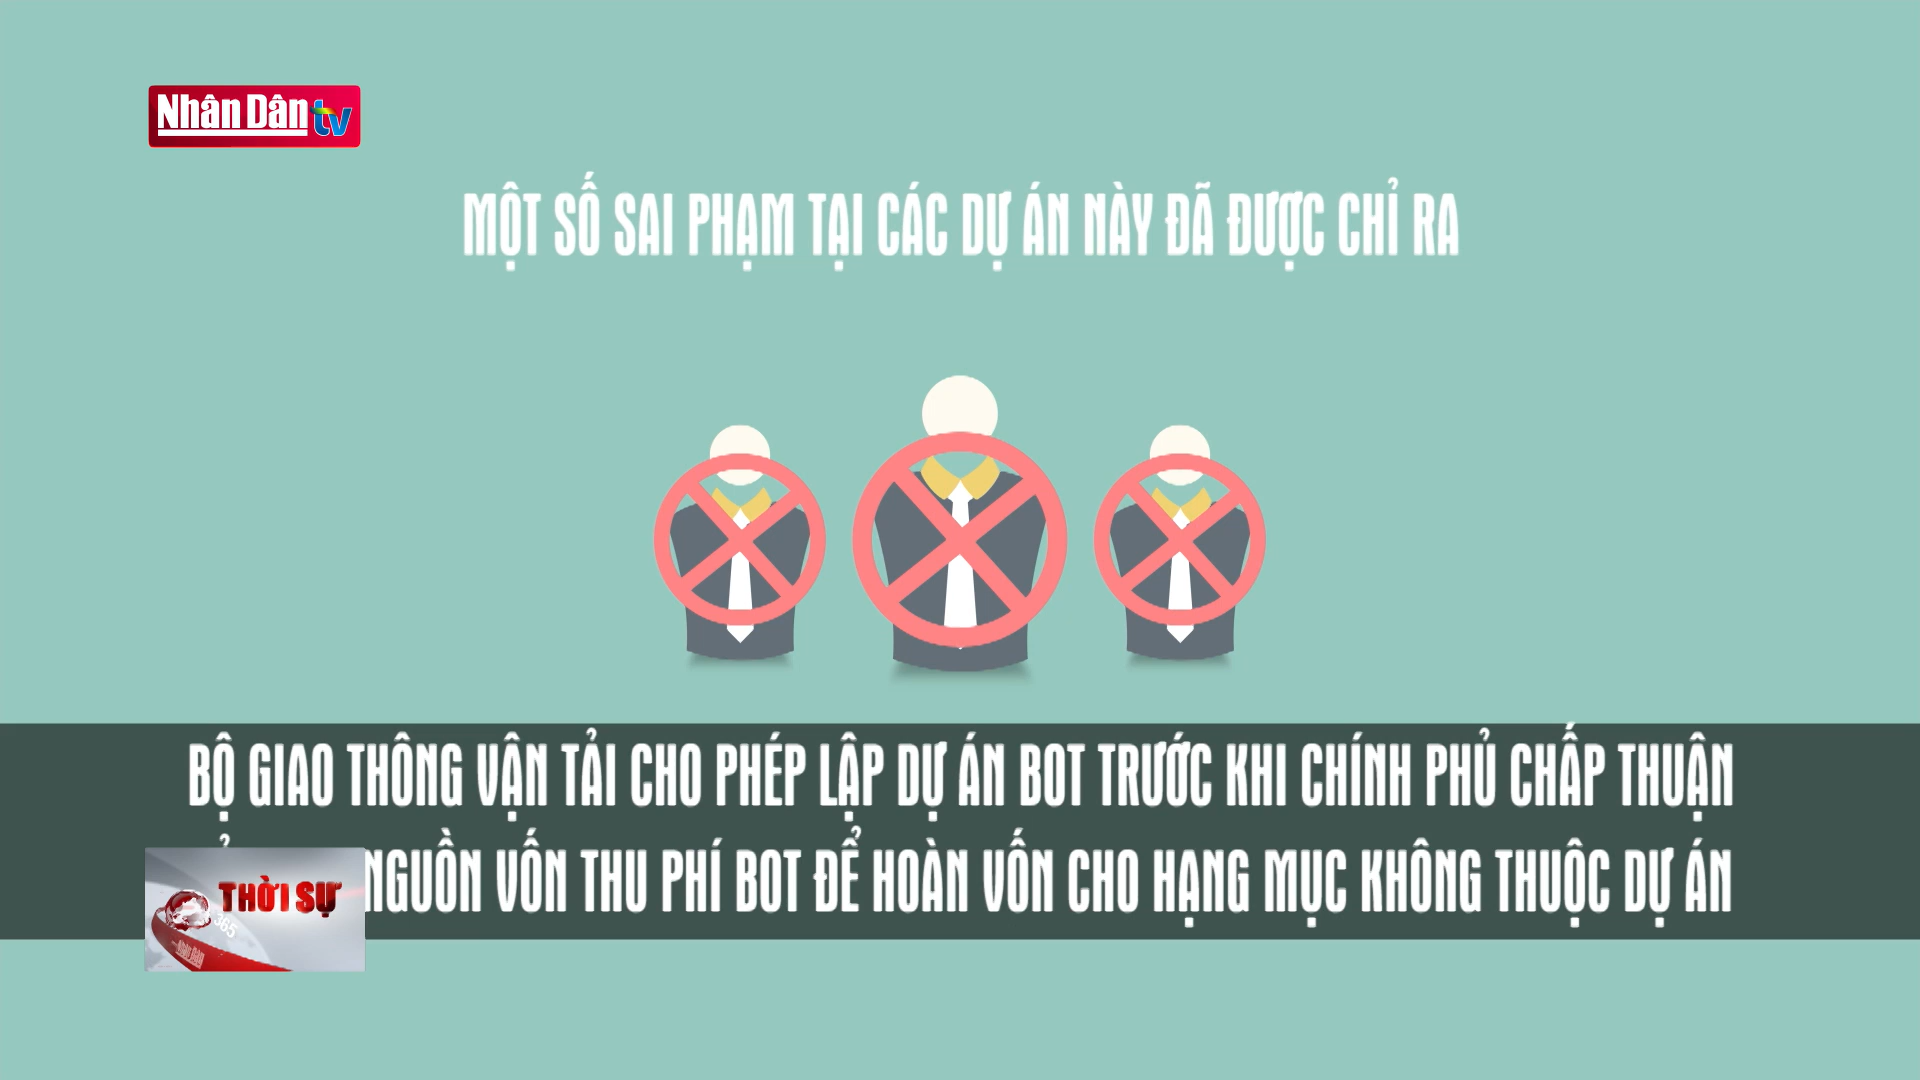 Nhân Dân tv
MỘT SỐ SAI PHẠM TẠI CÁC DỰ ÁN NÀY ĐÃ ĐƯỢC CHỈ RA
BỘ GIAO THÔNG VẬN TẢI CHO PHÉP LẬP DỰ ÁN BOT TRƯỚC KHI CHÍNH PHỦ CHẤP THUẬN
NGUỒN VỐN THU PHÍ BOT ĐỂ HOÀN VỐN CHO HẠNG MỤC KHÔNG THUỘC DỰ ÁN
THỜI SỰ
365
Nhân Dân